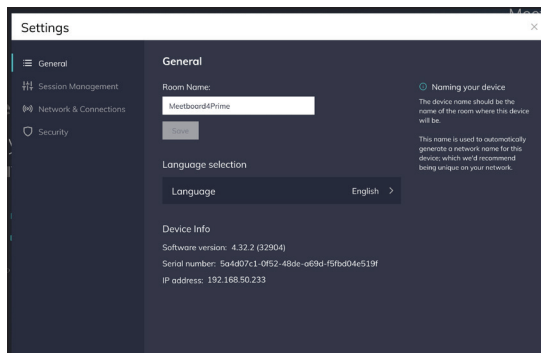 Settings
×
General
Session Management
Network & Connections
Security
General
Room Name:
Meetboard4Prime
Save
Language selection
Language English >
Device Info
Software version: 4.32.2 (32904)
Serial number: 5a4d07c1-0f52-48de-a69d-f5fbd04e519f
IP address: 192.168.50.233
Naming your device
The device name should be the
name of the room where this device
will be.
This name is used to automatically
generate a network name for this
device; which we'd recommend
being unique on your network.